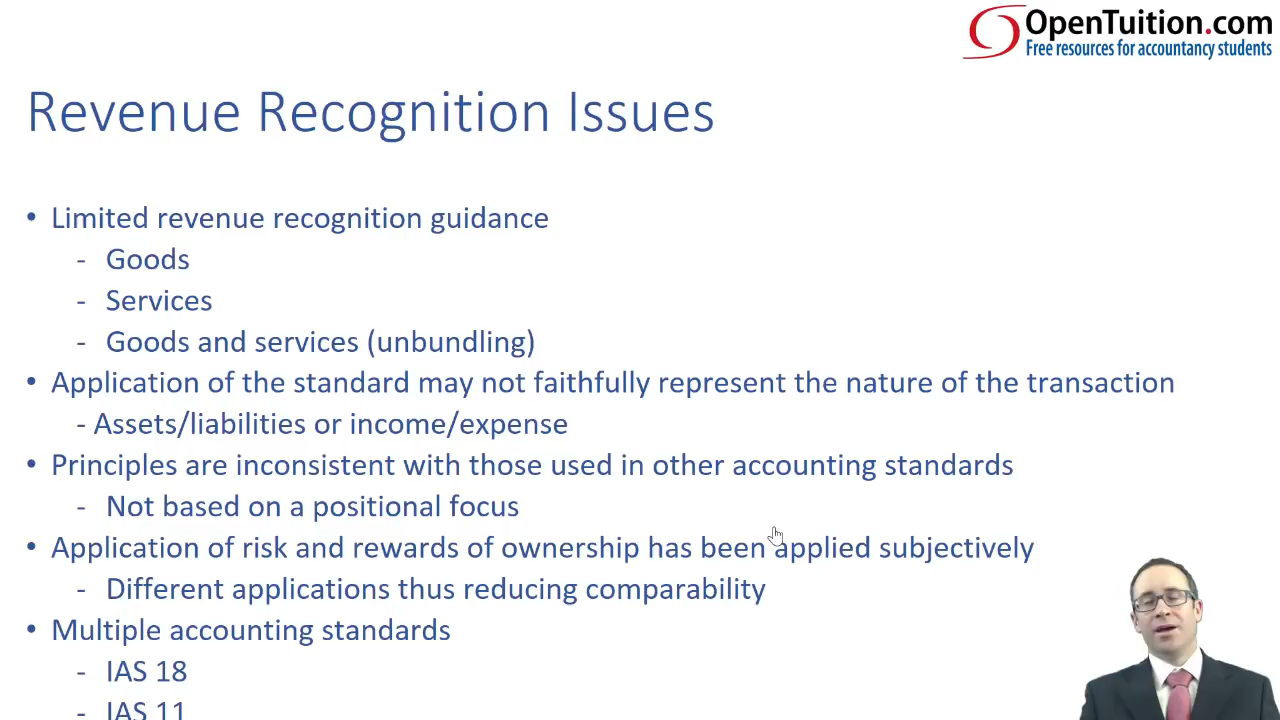 OpenTuition.com
Free resources for accountancy students
Revenue Recognition Issues
• Limited revenue recognition guidance
- Goods
- Services
- Goods and services (unbundling)
• Application of the standard may not faithfully represent the nature of the transaction
- Assets/liabilities or income/expense
• Principles are inconsistent with those used in other accounting standards
- Not based on a positional focus
• Application of risk and rewards of ownership has been applied subjectively
- Different applications thus reducing comparability
• Multiple accounting standards
- IAS 18
- IAS 11